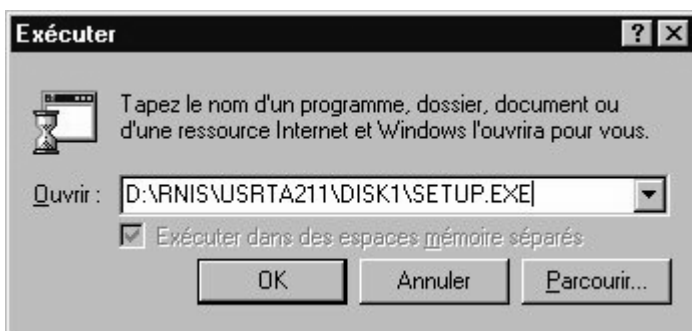 Exécuter
Tapez le nom d'un programme, dossier, document ou
d'une ressource Internet et Windows l'ouvrira pour vous.
Ouvrir : D:\RNIS\USRTA211\DISK1\SETUP.EXE
Exécuter dans des espaces mémoire séparés
OK Annuler Parcourir...